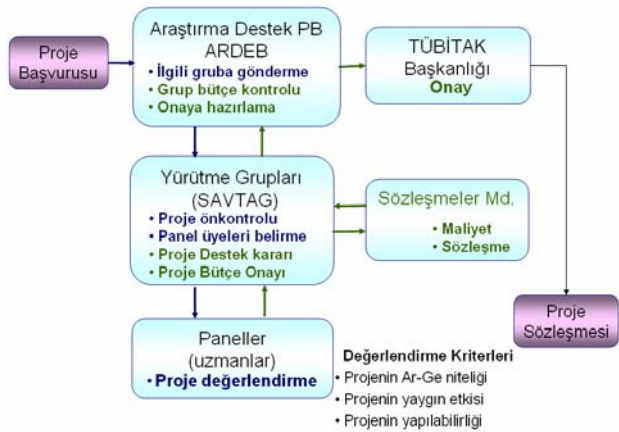 Proje
Başvurusu
Araştırma Destek PB
ARDEB
• İlgili gruba gönderme
• Grup bütçe kontrolu
• Onaya hazırlama
TÜBİTAK
Başkanlığı
Onay
Yürütme Grupları
(SAVTAG)
• Proje önkontrolu
• Panel üyeleri belirme
• Proje Destek kararı
• Proje Bütçe Onayı
Sözleşmeler Md.
• Maliyet
• Sözleşme
Proje
Sözleşmesi
Paneller
(uzmanlar)
• Proje değerlendirme
Değerlendirme Kriterleri
• Projenin Ar-Ge niteliği
• Projenin yaygın etkisi
• Projenin yapılabilirliği